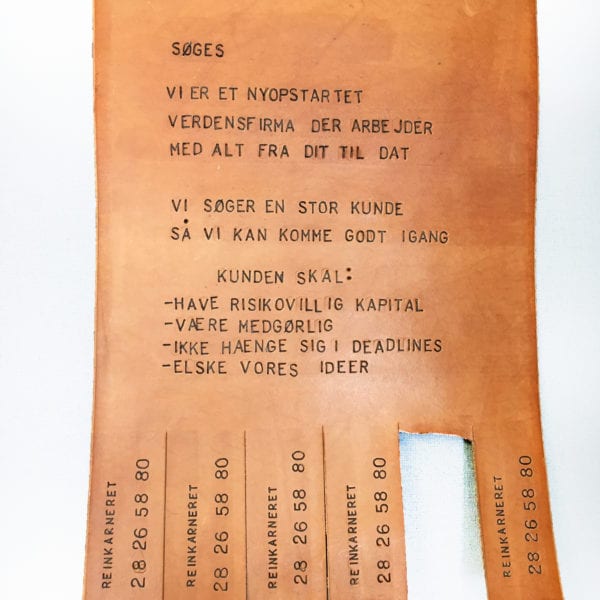 SØGES
VI ER ET NYOPSTARTET
VERDENSFIRMA DER ARBEJDER
MED ALT FRA DIT TIL DAT
VI SØGER EN STOR KUNDE
SÅ VI KAN KOMME GODT IGANG
KUNDEN SKAL:
-HAVE RISIKOVILLIG KAPITAL
-VÆRE MEDGØRLIG
-IKKE HAENGE SIG I DEADLINES
-ELSKE VORES IDEER
REINKARNERET
28 26 58 80
REINKARNERET
28 26 58 80
REINKARNERET
28 26 58 80
REINKARNERET
28 26 58 80
REINKARNERET
28 26 58 80